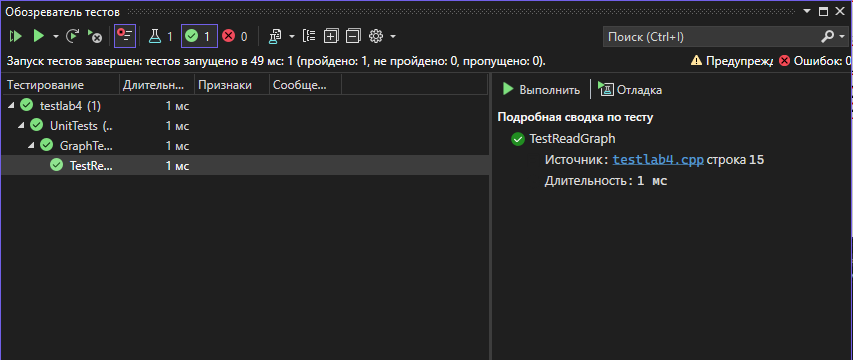 Обозреватель тестов
1 1 0 Поиск (Ctrl+I)
Запуск тестов завершен: тестов запущено в 49 мс: 1 (пройдено: 1, не пройдено: 0, пропущено: 0). Предупрежд Ошибок: 0
Тестирование Длительн... Признаки Сообще...
testlab4 (1) 1 мс
UnitTests (.. 1 мс
GraphTe... 1 мс
TestRe... 1 мс
Выполнить Отладка
Подробная сводка по тесту
TestReadGraph
Источник: testlab4.cpp строка 15
Длительность: 1 мс